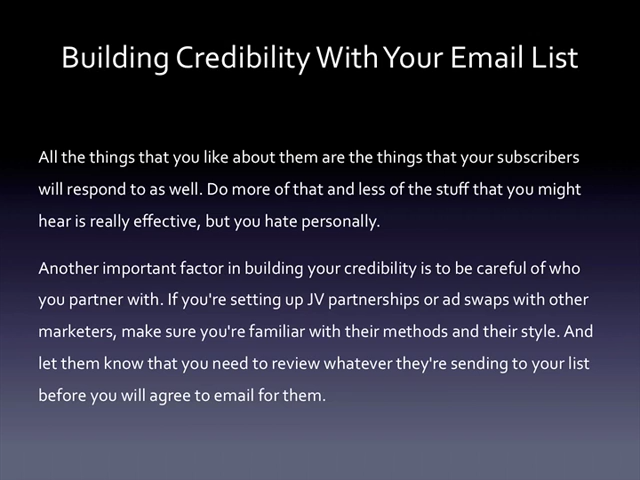 Building Credibility With Your Email List
All the things that you like about them are the things that your subscribers
will respond to as well. Do more of that and less of the stuff that you might
hear is really effective, but you hate personally.
Another important factor in building your credibility is to be careful of who
you partner with. If you're setting up JV partnerships or ad swaps with other
marketers, make sure you're familiar with their methods and their style. And
let them know that you need to review whatever they're sending to your list
before you will agree to email for them.